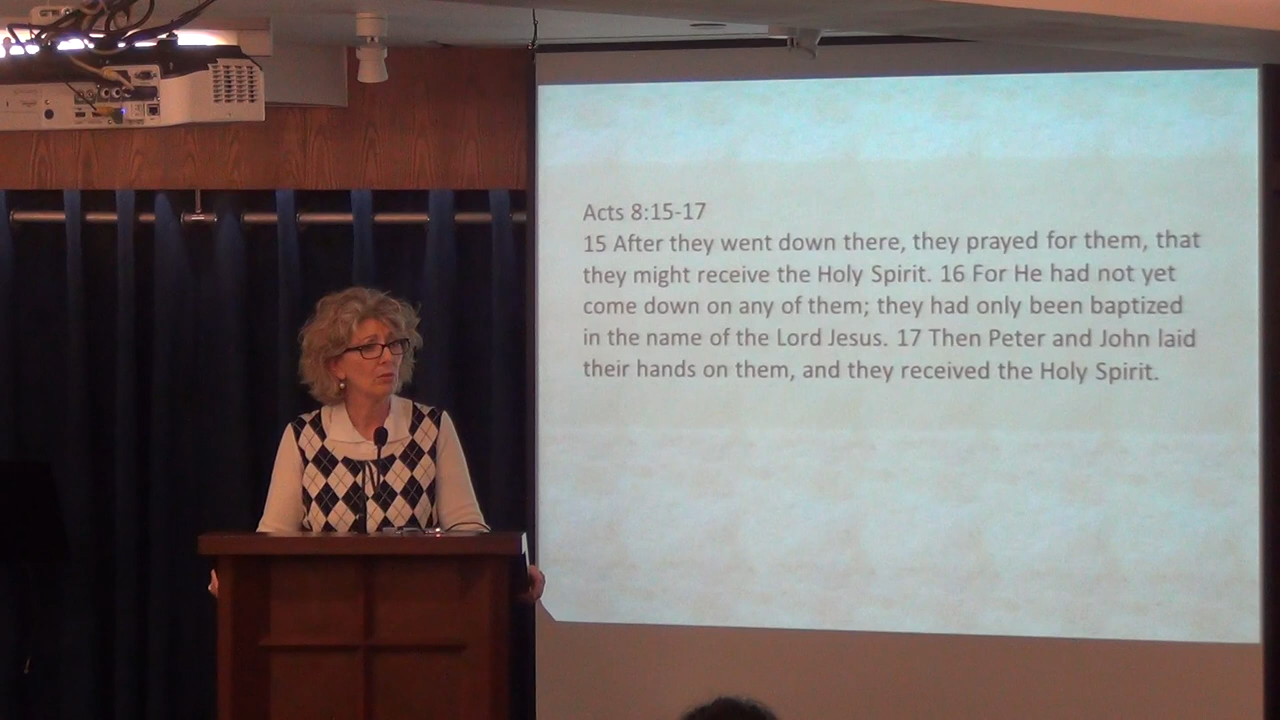 Acts 8:15-17
15 After they went down there, they prayed for them, that
they might receive the Holy Spirit. 16 For He had not yet
come down on any of them; they had only been baptized
in the name of the Lord Jesus. 17 Then Peter and John laid
their hands on them, and they received the Holy Spirit.